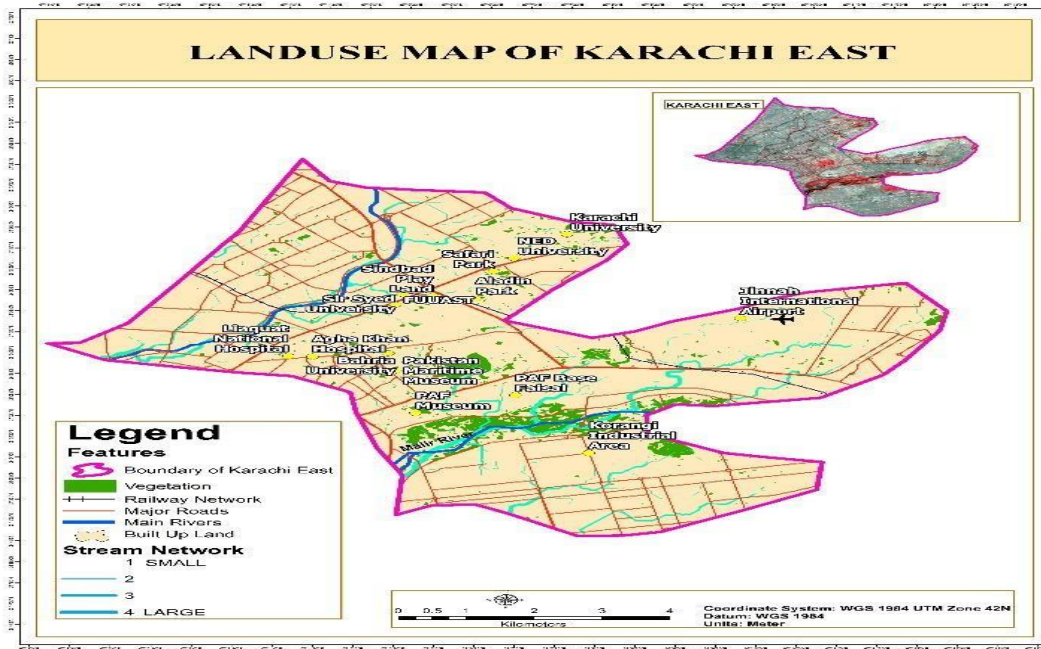 LANDUSE MAP OF KARACHI EAST
KARACHI EAST
Karachi
University
NED
University
Safari
Park
Aladin
Park
Sindbad
Play
Land
Sir Syed
University
FUUAST
Jinnah
International
Airport
Liaquat
National
Hospital
Agha Khan
Hospital
Bahria
University
Pakistan
Maritime
Museum
PAF Base
Faisal
PAF
Museum
Malir River
Korangi
Industrial
Area
Legend
Features
Boundary of Karachi East
Vegetation
Railway Network
Major Roads
Main Rivers
Built Up Land
Stream Network
1 SMALL
2
3
4 LARGE
0 0.5 1 2 3 4
Kilometers
Coordinate System: WGS 1984 UTM Zone 42N
Datum: WGS 1984
Units: Meter